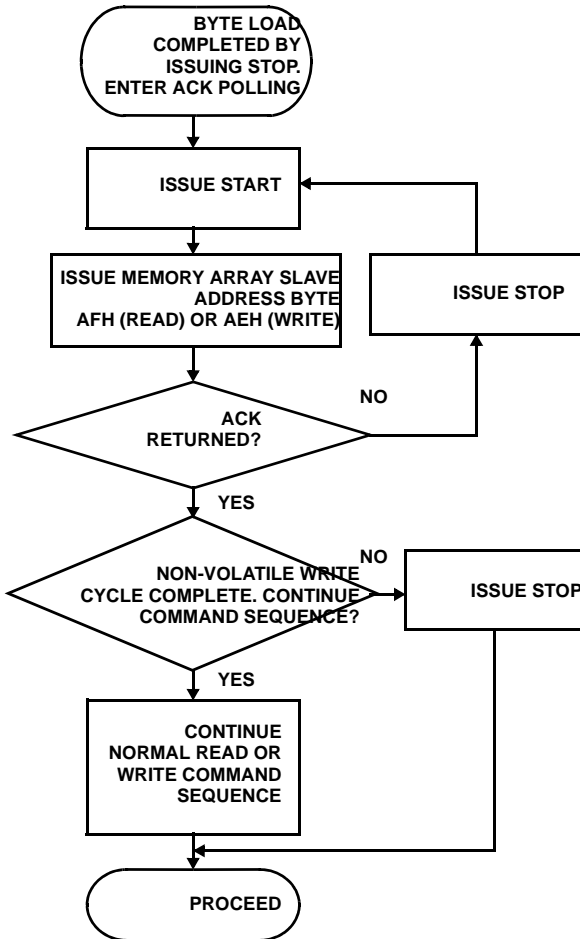 BYTE LOAD
COMPLETED BY
ISSUING STOP.
ENTER ACK POLLING
ISSUE START
ISSUE MEMORY ARRAY SLAVE
ADDRESS BYTE
AFH (READ) OR AEH (WRITE)
ISSUE STOP
NO
ACK
RETURNED?
YES
NO
NON-VOLATILE WRITE
CYCLE COMPLETE. CONTINUE
COMMAND SEQUENCE?
ISSUE STOP
YES
CONTINUE
NORMAL READ OR
WRITE COMMAND
SEQUENCE
PROCEED